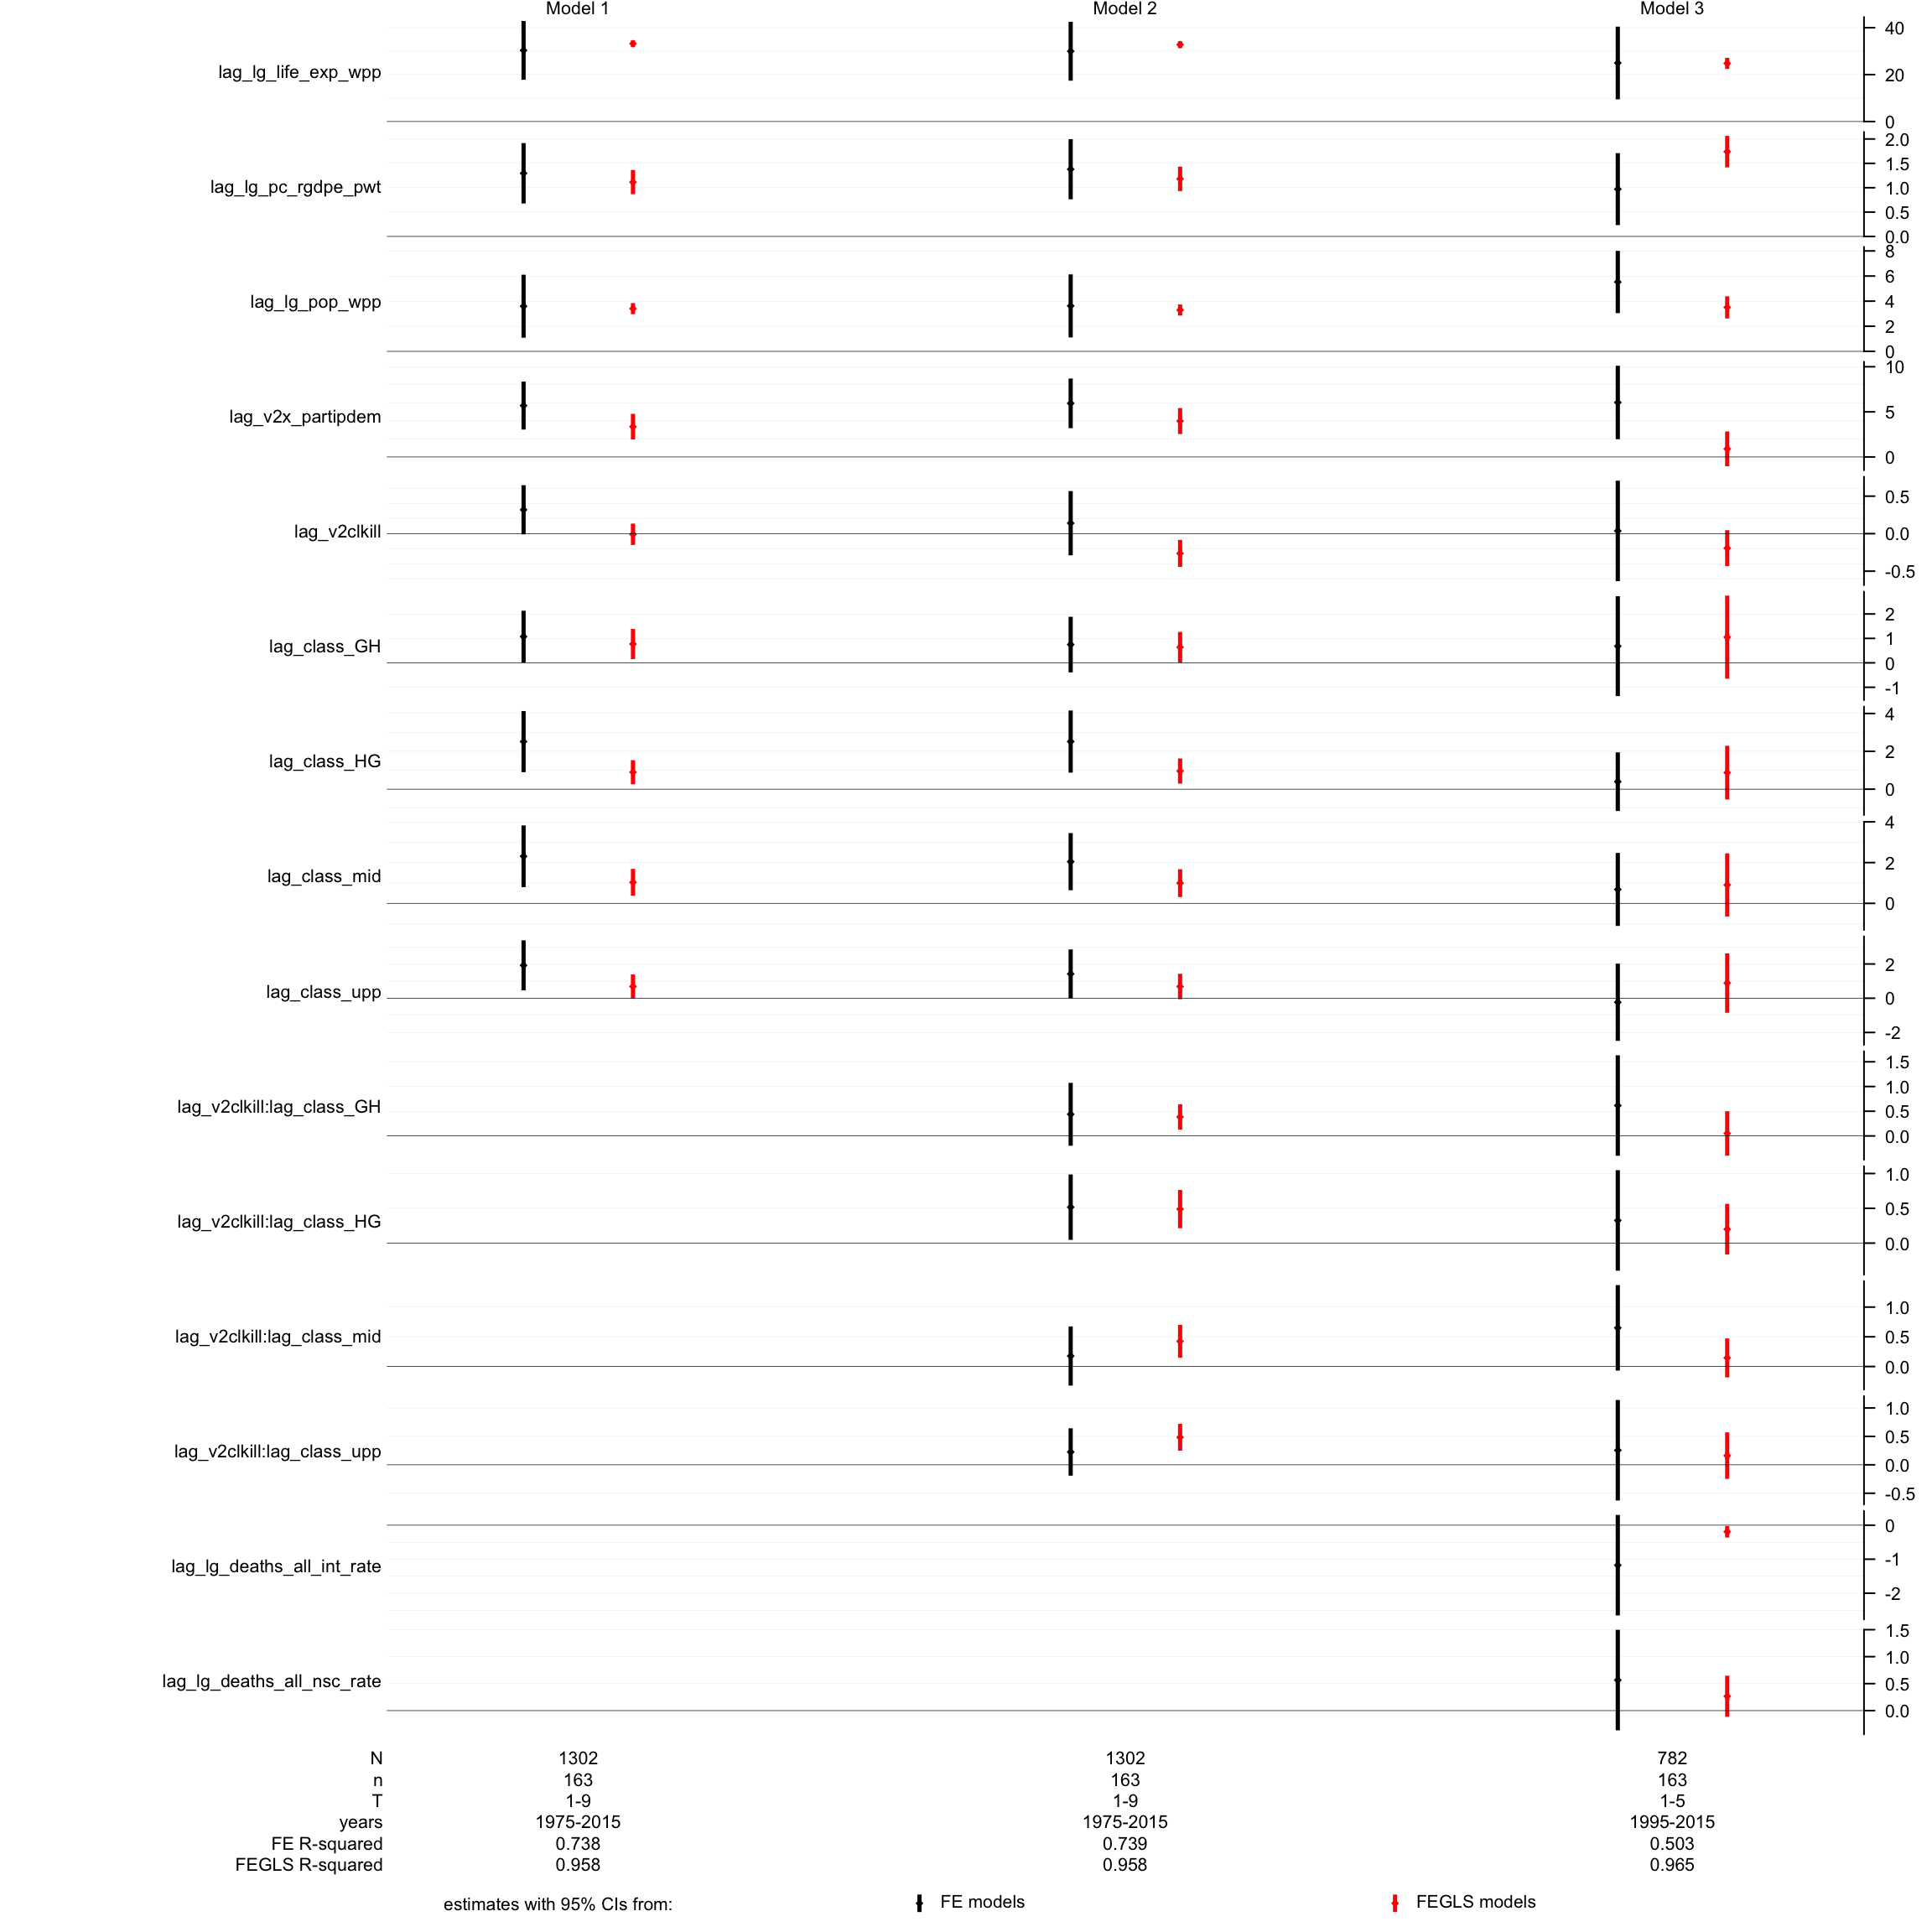 Model 1 Model 2 Model 3
lag_lg_life_exp_wpp 40 20 0
lag_lg_pc_rgdpe_pwt 2.0 1.5 1.0 0.5 0.0
lag_lg_pop_wpp 8 6 4 2 0
lag_v2x_partipdem 10 5 0
lag_v2clkill 0.5 0.0 -0.5
lag_class_GH 2 1 0 -1
lag_class_HG 4 2 0
lag_class_mid 4 2 0
lag_class_upp 2 0 -2
lag_v2clkill:lag_class_GH 1.5 1.0 0.5 0.0
lag_v2clkill:lag_class_HG 1.0 0.5 0.0
lag_v2clkill:lag_class_mid 1.0 0.5 0.0
lag_v2clkill:lag_class_upp 1.0 0.5 0.0 -0.5
lag_lg_deaths_all_int_rate 0 -1 -2
lag_lg_deaths_all_nsc_rate 1.5 1.0 0.5 0.0
N 1302 1302 782
n 163 163 163
T 1-9 1-9 1-5
years 1975-2015 1975-2015 1995-2015
FE R-squared 0.738 0.739 0.503
FEGLS R-squared 0.958 0.958 0.965
estimates with 95% CIs from: FE models FEGLS models